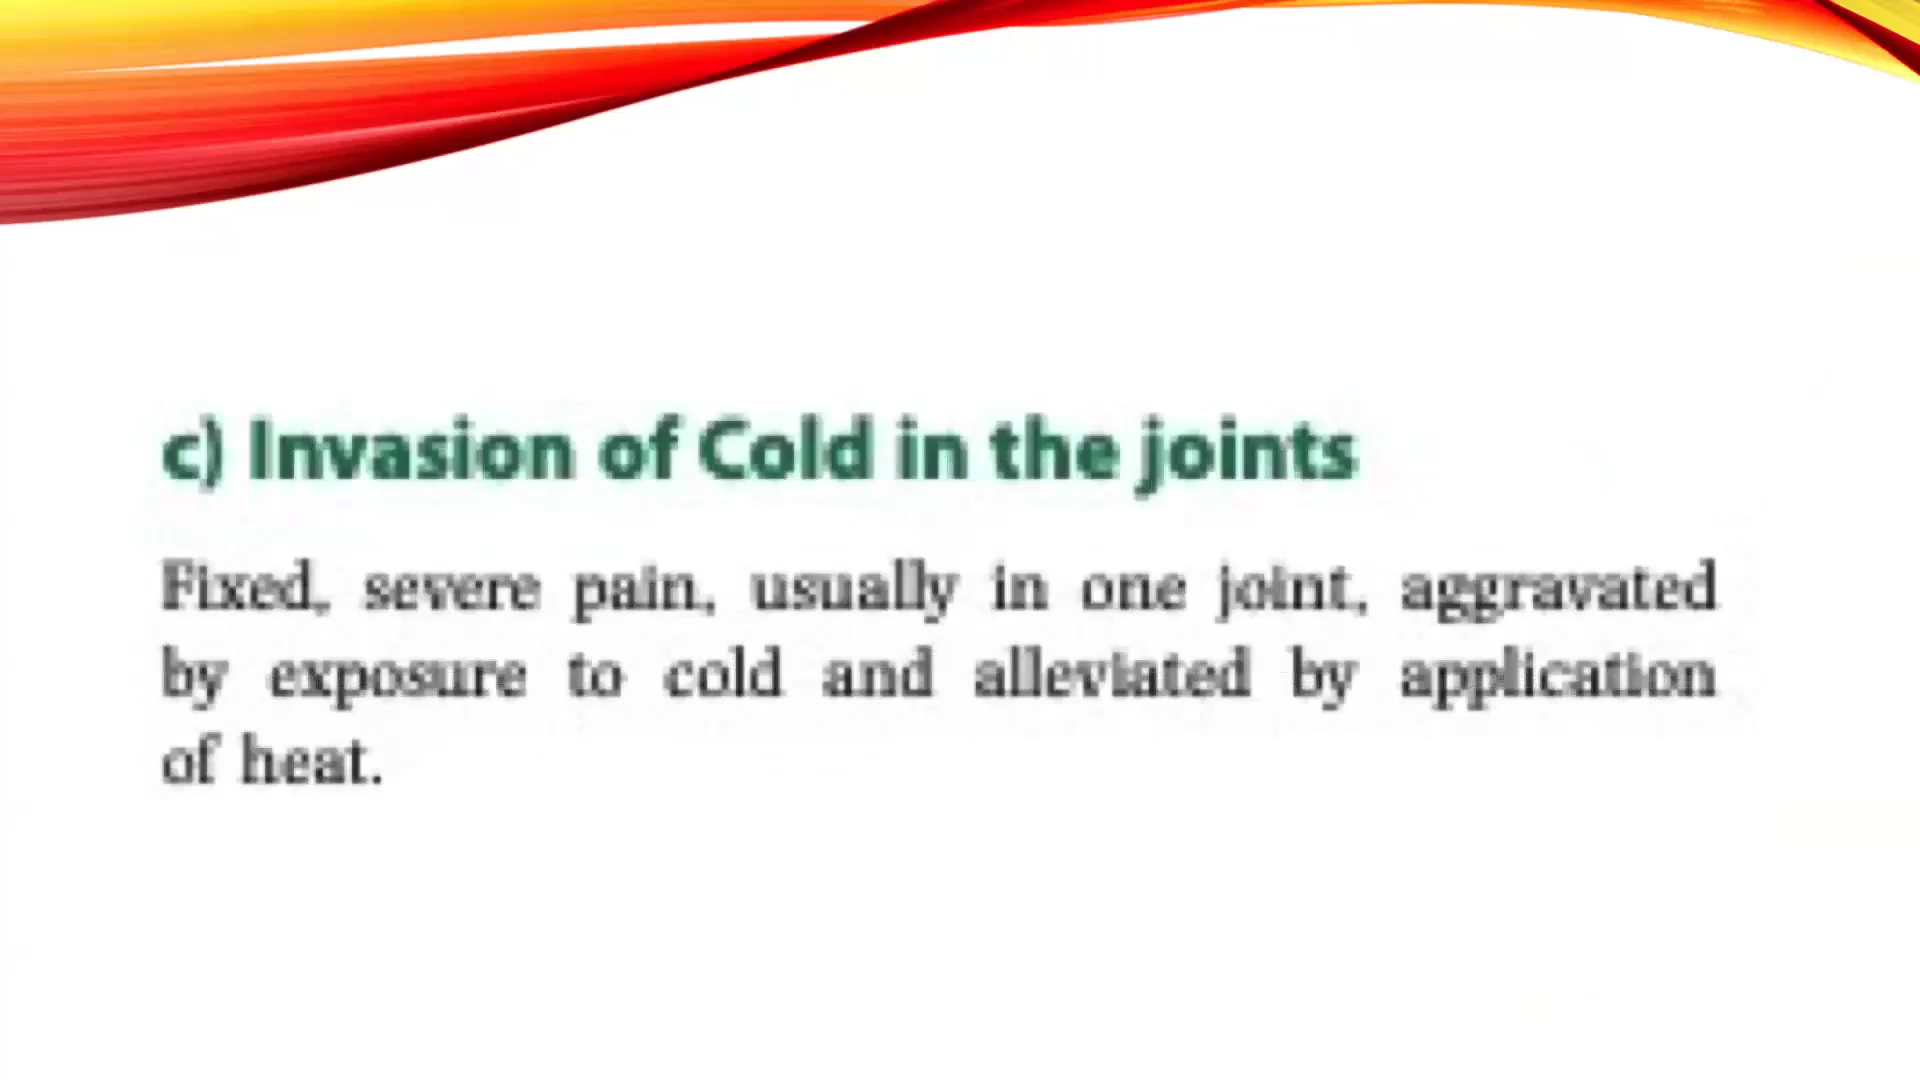 c) Invasion of Cold in the joints
Fixed, severe pain, usually in one joint, aggravated
by exposure to cold and alleviated by application
of heat.